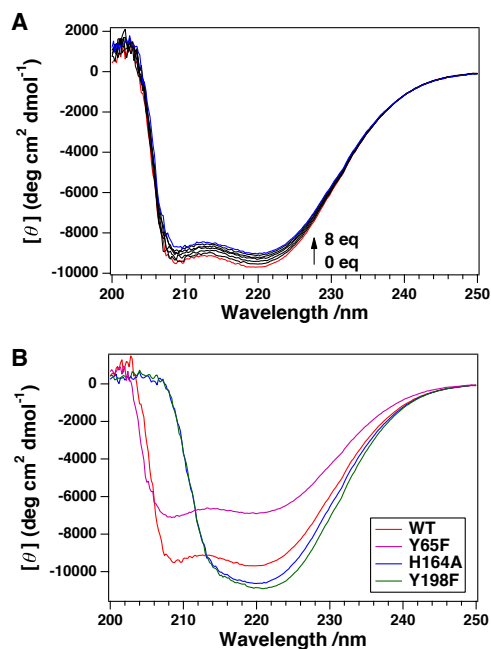 A
2000
0
-2000
-4000
-6000
-8000
-10000
[θ] (deg cm² dmol⁻¹)
8 eq
0 eq
200 210 220 230 240 250
Wavelength /nm
B
0
-2000
-4000
-6000
-8000
-10000
[θ] (deg cm² dmol⁻¹)
WT
Y65F
H164A
Y198F
200 210 220 230 240 250
Wavelength /nm